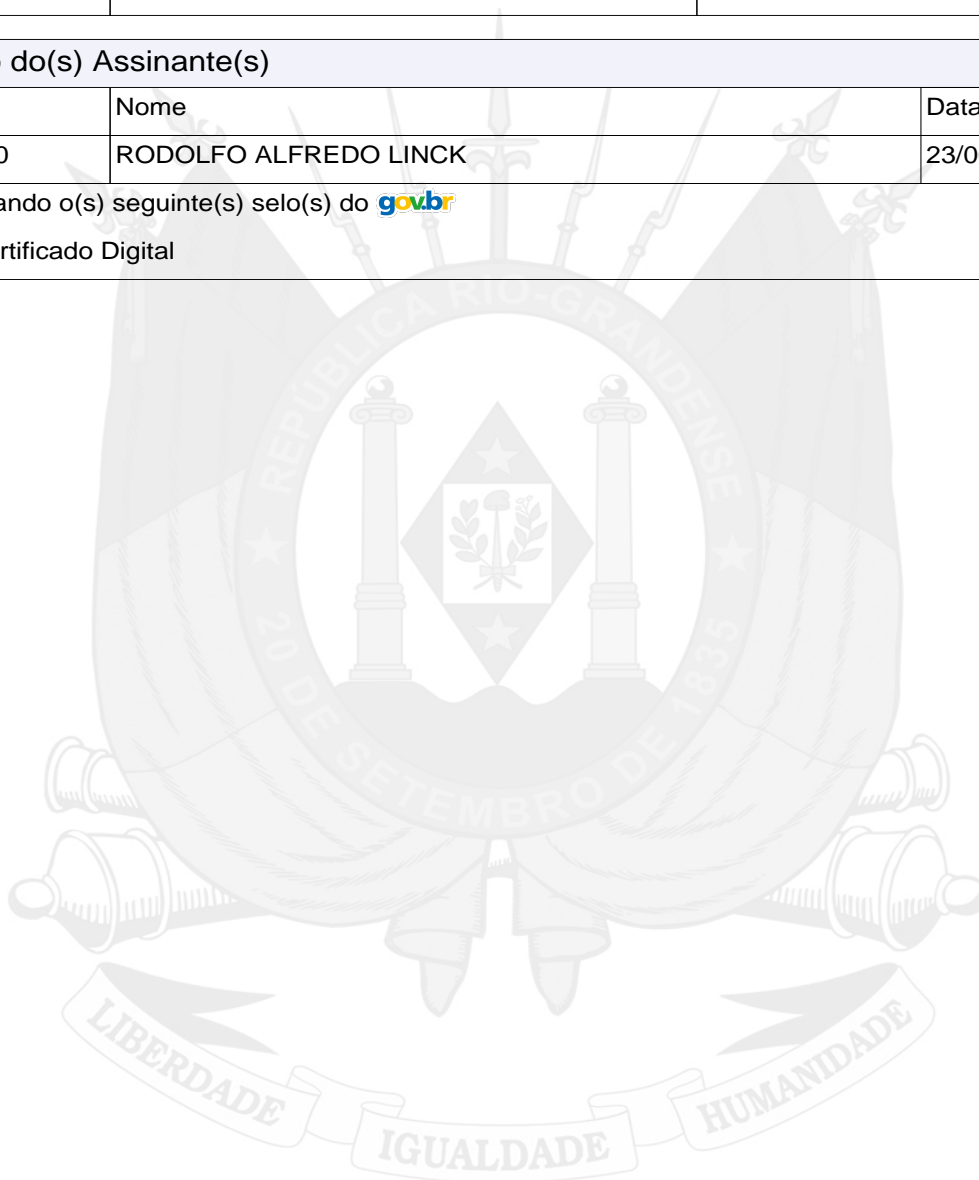 do(s) Assinante(s)
Nome Data
0 RODOLFO ALFREDO LINCK 23/0
ando o(s) seguinte(s) selo(s) do gov.br
rtificado Digital
REPÚBLICA RIO-GRANDENSE
20 DE SETEMBRO DE 1835
LIBERDADE IGUALDADE HUMANIDADE